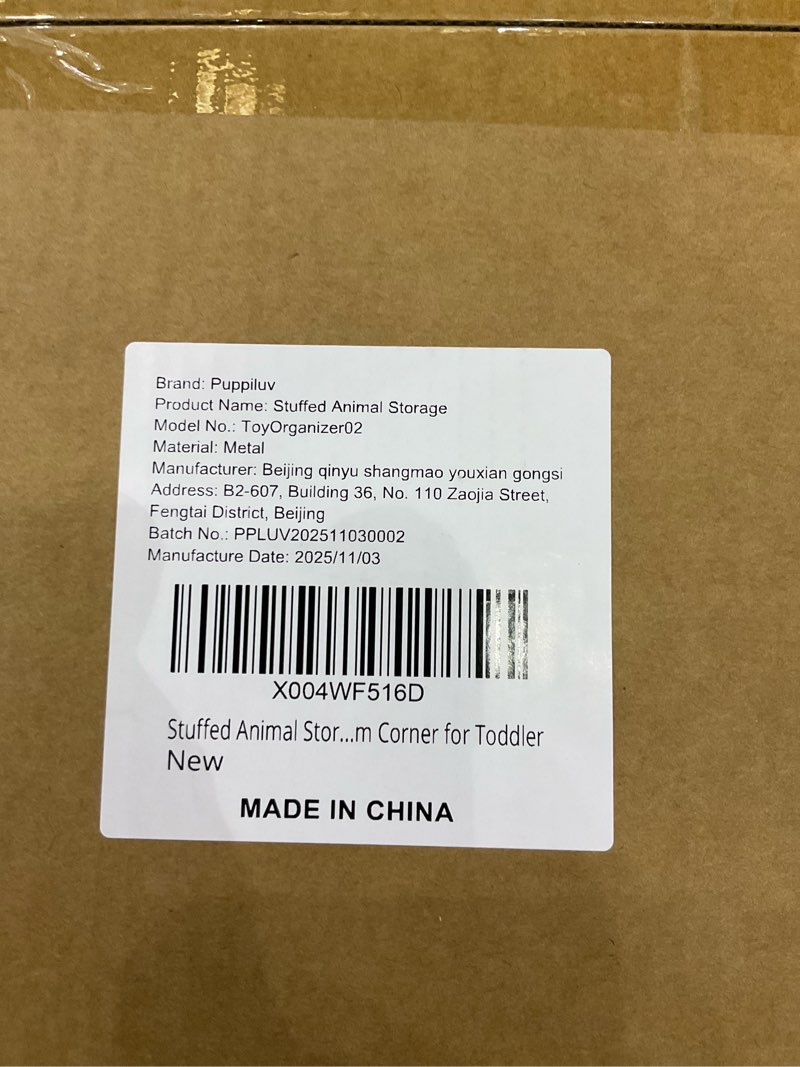 Brand: Puppiluv
Product Name: Stuffed Animal Storage
Model No.: ToyOrganizer02
Material: Metal
Manufacturer: Beijing qinyu shangmao youxian gongsi
Address: B2-607, Building 36, No. 110 Zaojia Street,
Fengtai District, Beijing
Batch No.: PPLUV202511030002
Manufacture Date: 2025/11/03
X004WF516D
Stuffed Animal Stor...m Corner for Toddler
New
MADE IN CHINA